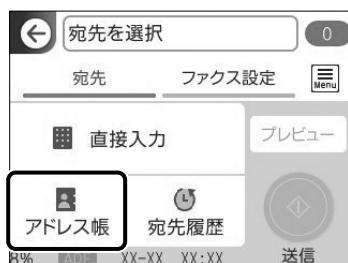 宛先を選択 0
宛先 ファクス設定 Menu
直接入力 プレビュー
アドレス帳 宛先履歴
8% ADF XX-XX XX:XX 送信